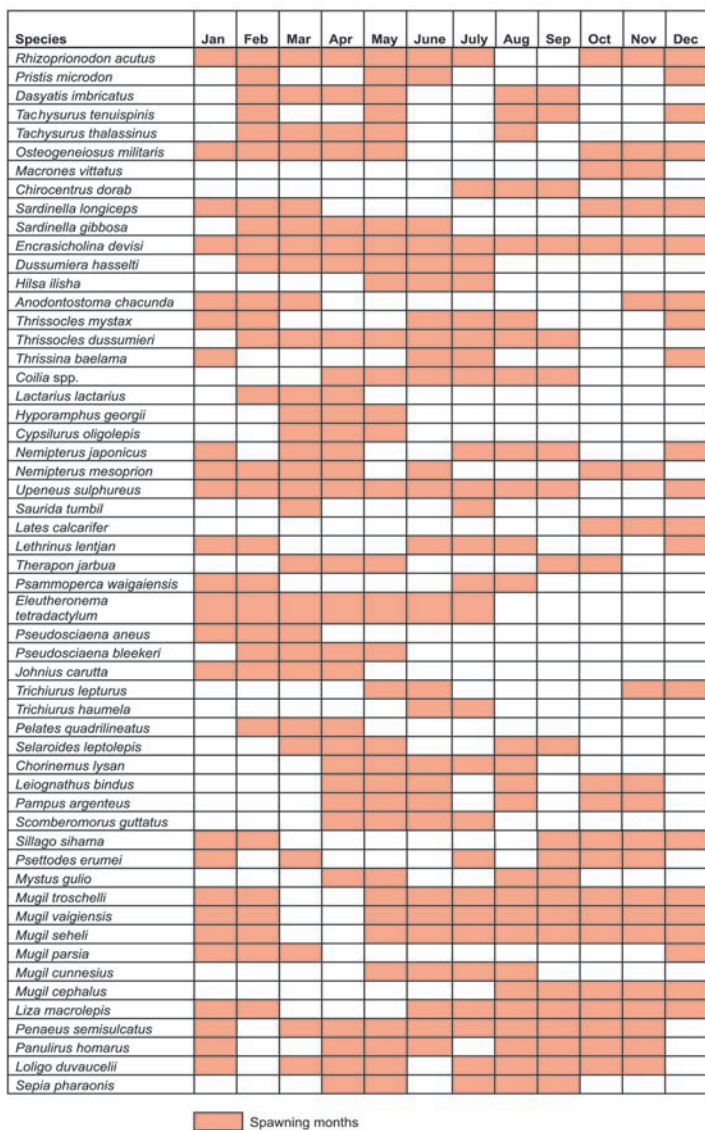 Species Jan Feb Mar Apr May June July Aug Sep Oct Nov Dec
Rhizoprionodon acutus
Pristis microdon
Dasyatis imbricatus
Tachysurus tenuispinis
Tachysurus thalassinus
Osteogeneiosus militaris
Macrones vittatus
Chirocentrus dorab
Sardinella longiceps
Sardinella gibbosa
Encrasicholina devisi
Dussumiera hasselti
Hilsa ilisha
Anodontostoma chacunda
Thrissocles mystax
Thrissocles dussumieri
Thrissina baelama
Coilia spp.
Lactarius lactarius
Hyporamphus georgii
Cypsilurus oligolepis
Nemipterus japonicus
Nemipterus mesoprion
Upeneus sulphureus
Saurida tumbil
Lates calcarifer
Lethrinus lentjan
Therapon jarbua
Psammoperca waigaiensis
Eleutheronema
tetradactylum
Pseudosciaena aneus
Pseudosciaena bleekeri
Johnius carutta
Trichiurus lepturus
Trichiurus haumela
Pelates quadrilineatus
Selaroides leptolepis
Chorinemus lysan
Leiognathus bindus
Pampus argenteus
Scomberomorus guttatus
Sillago sihama
Psettodes erumei
Mystus gulio
Mugil troschelli
Mugil vaigiensis
Mugil seheli
Mugil parsia
Mugil cunnesius
Mugil cephalus
Liza macrolepis
Penaeus semisulcatus
Panulirus homarus
Loligo duvaucelii
Sepia pharaonis
Spawning months